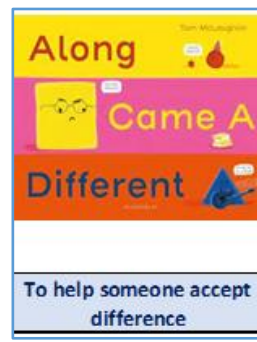 Tom McLaughlin
Along
Came A
Different
To help someone accept
difference